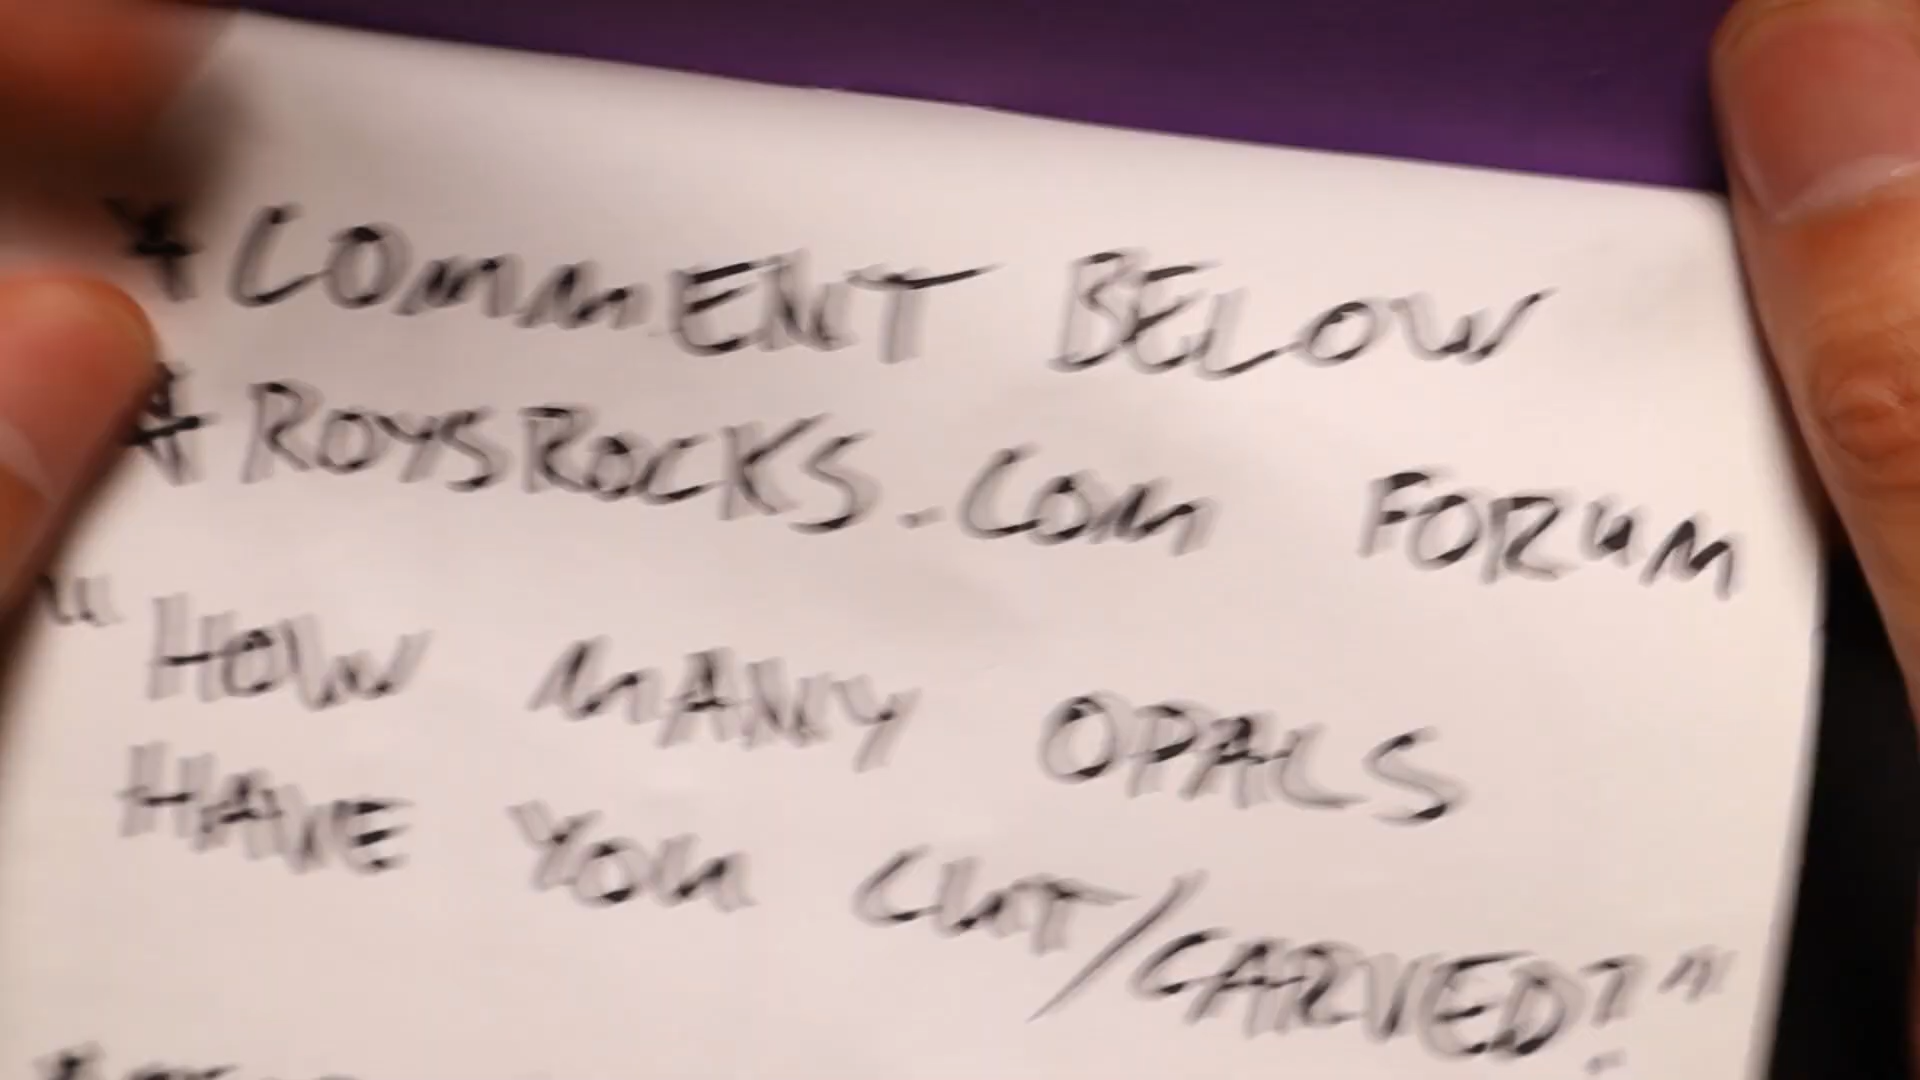 * COMMENT BELOW
* ROYSROCKS.COM FORUM
"HOW MANY OPALS
HAVE YOU CUT/CARVED?"